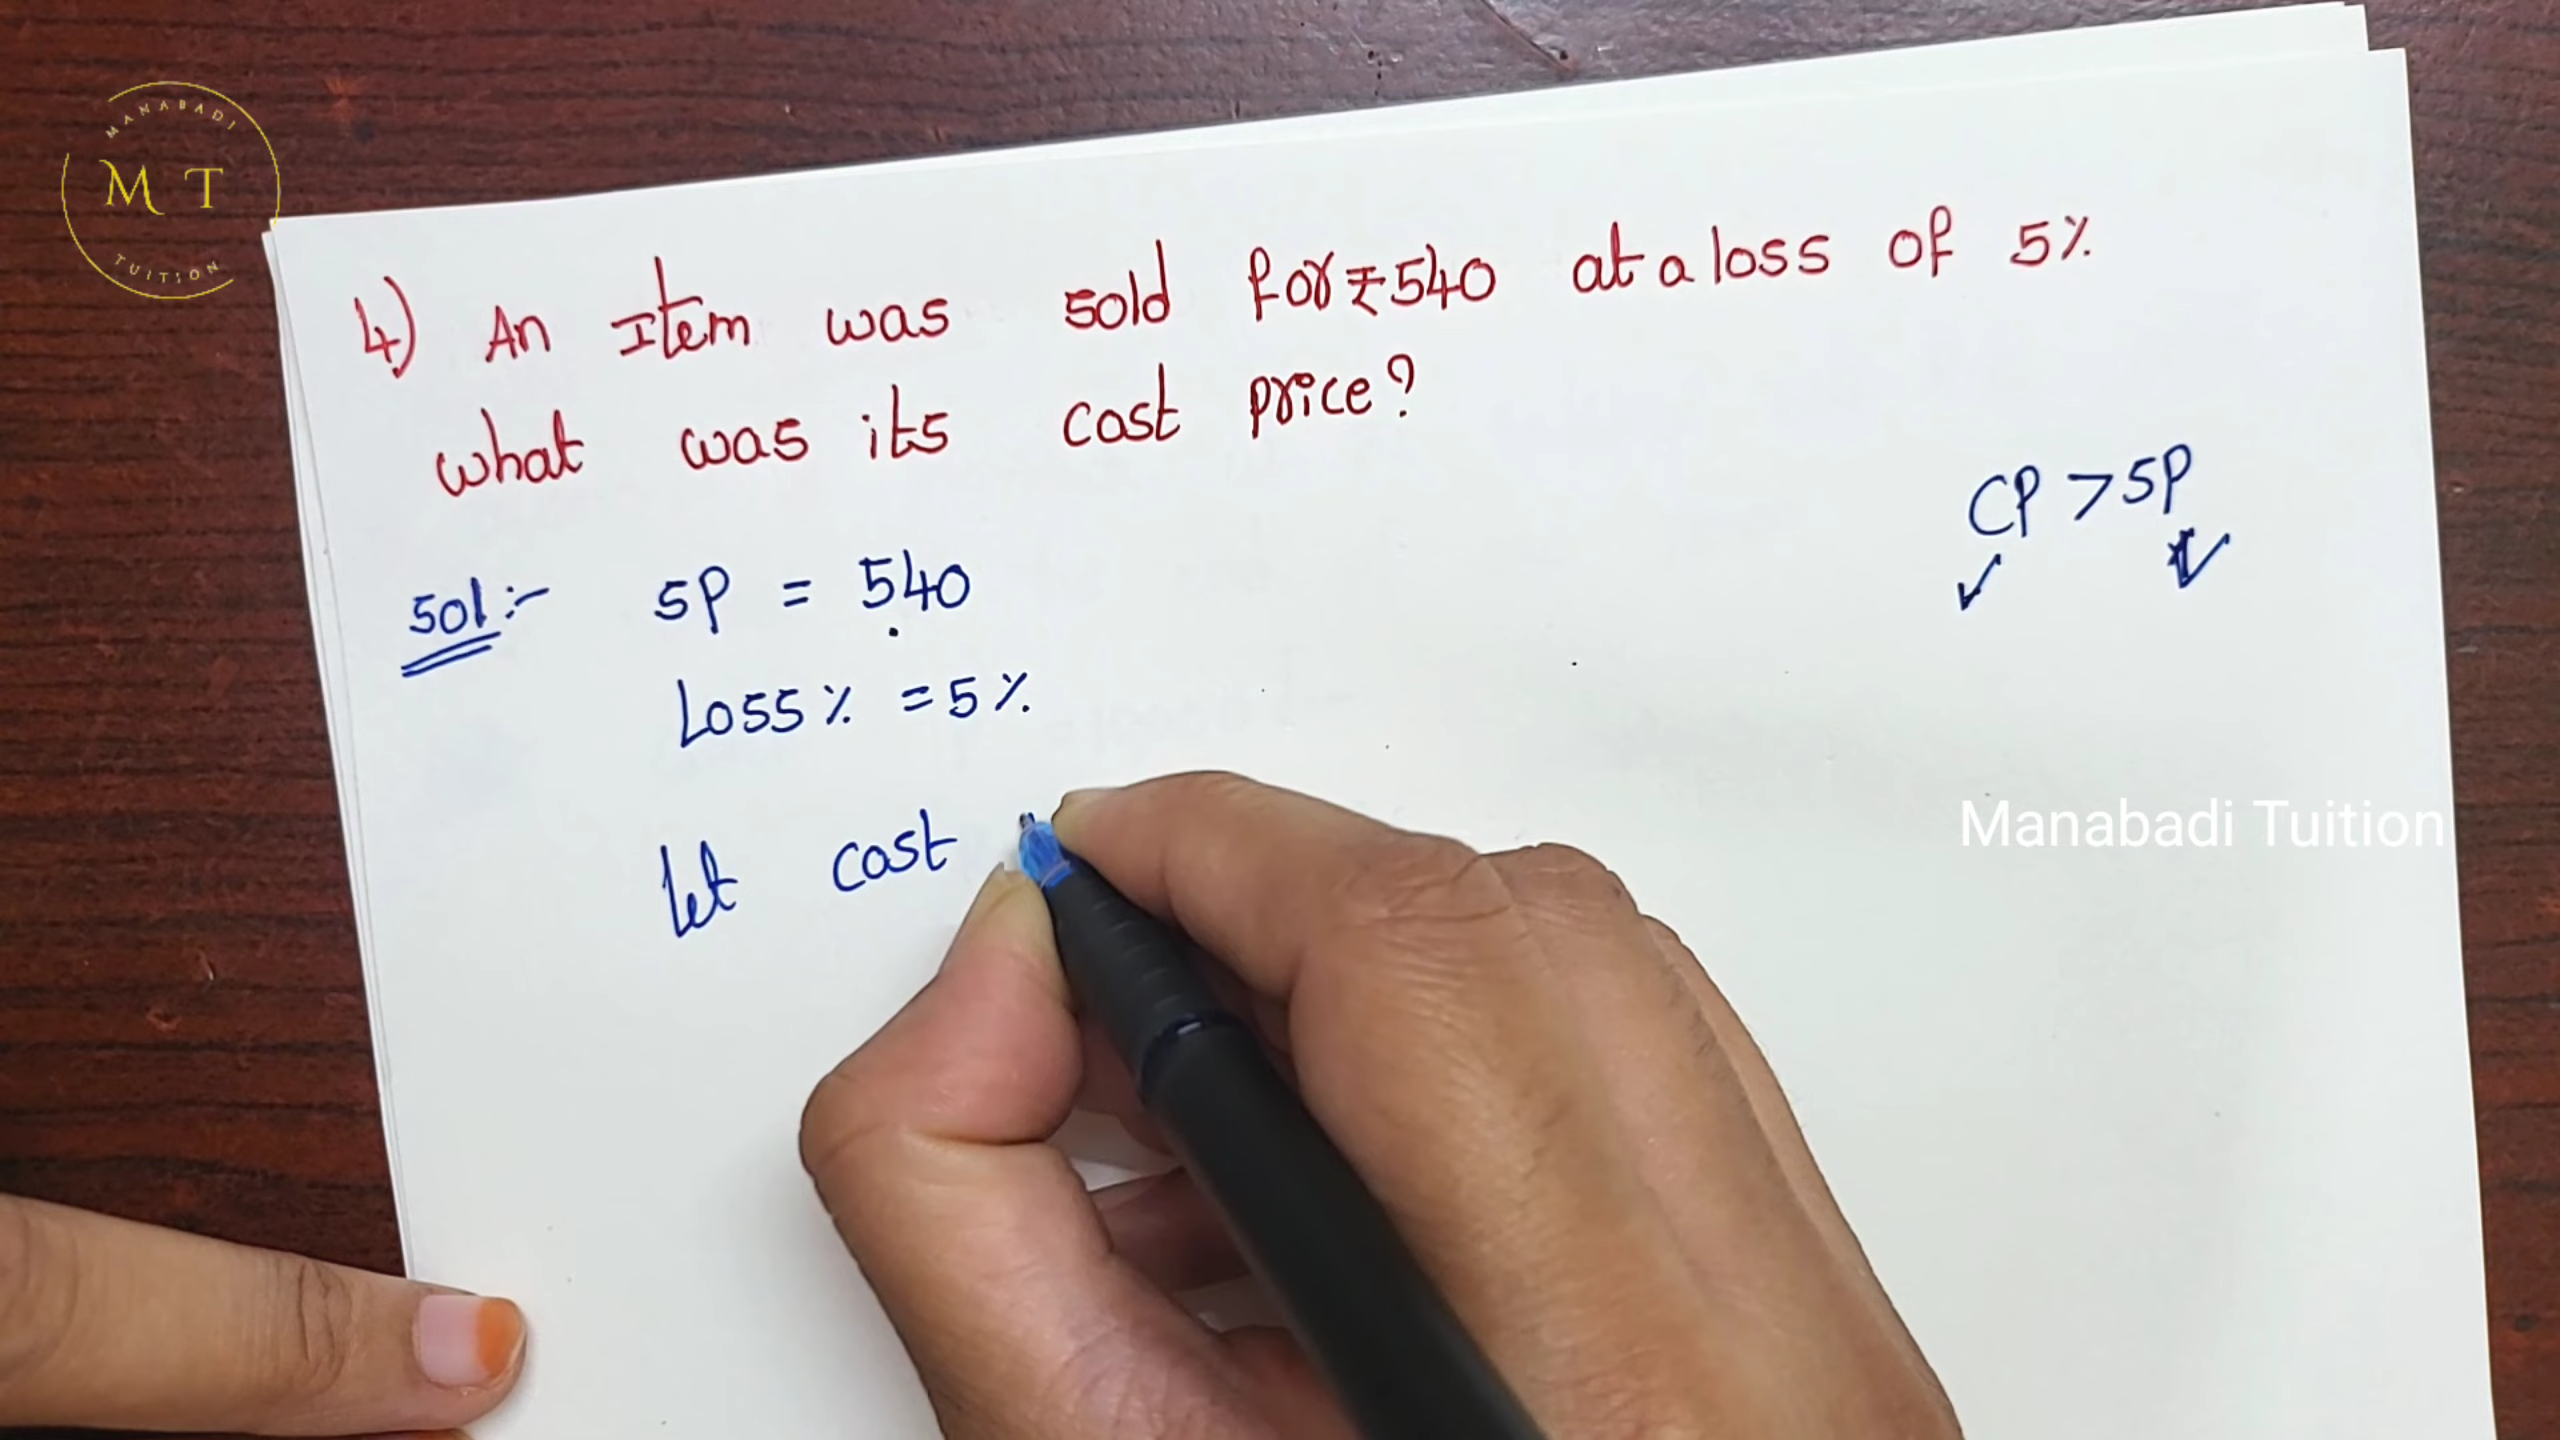 MANABADI
MT
TUITION
4) An Item was sold for ₹540 at a loss of 5%
what was its cost price?
CP > SP
Sol:- SP = 540
Loss% = 5%
Let cost
Manabadi Tuition